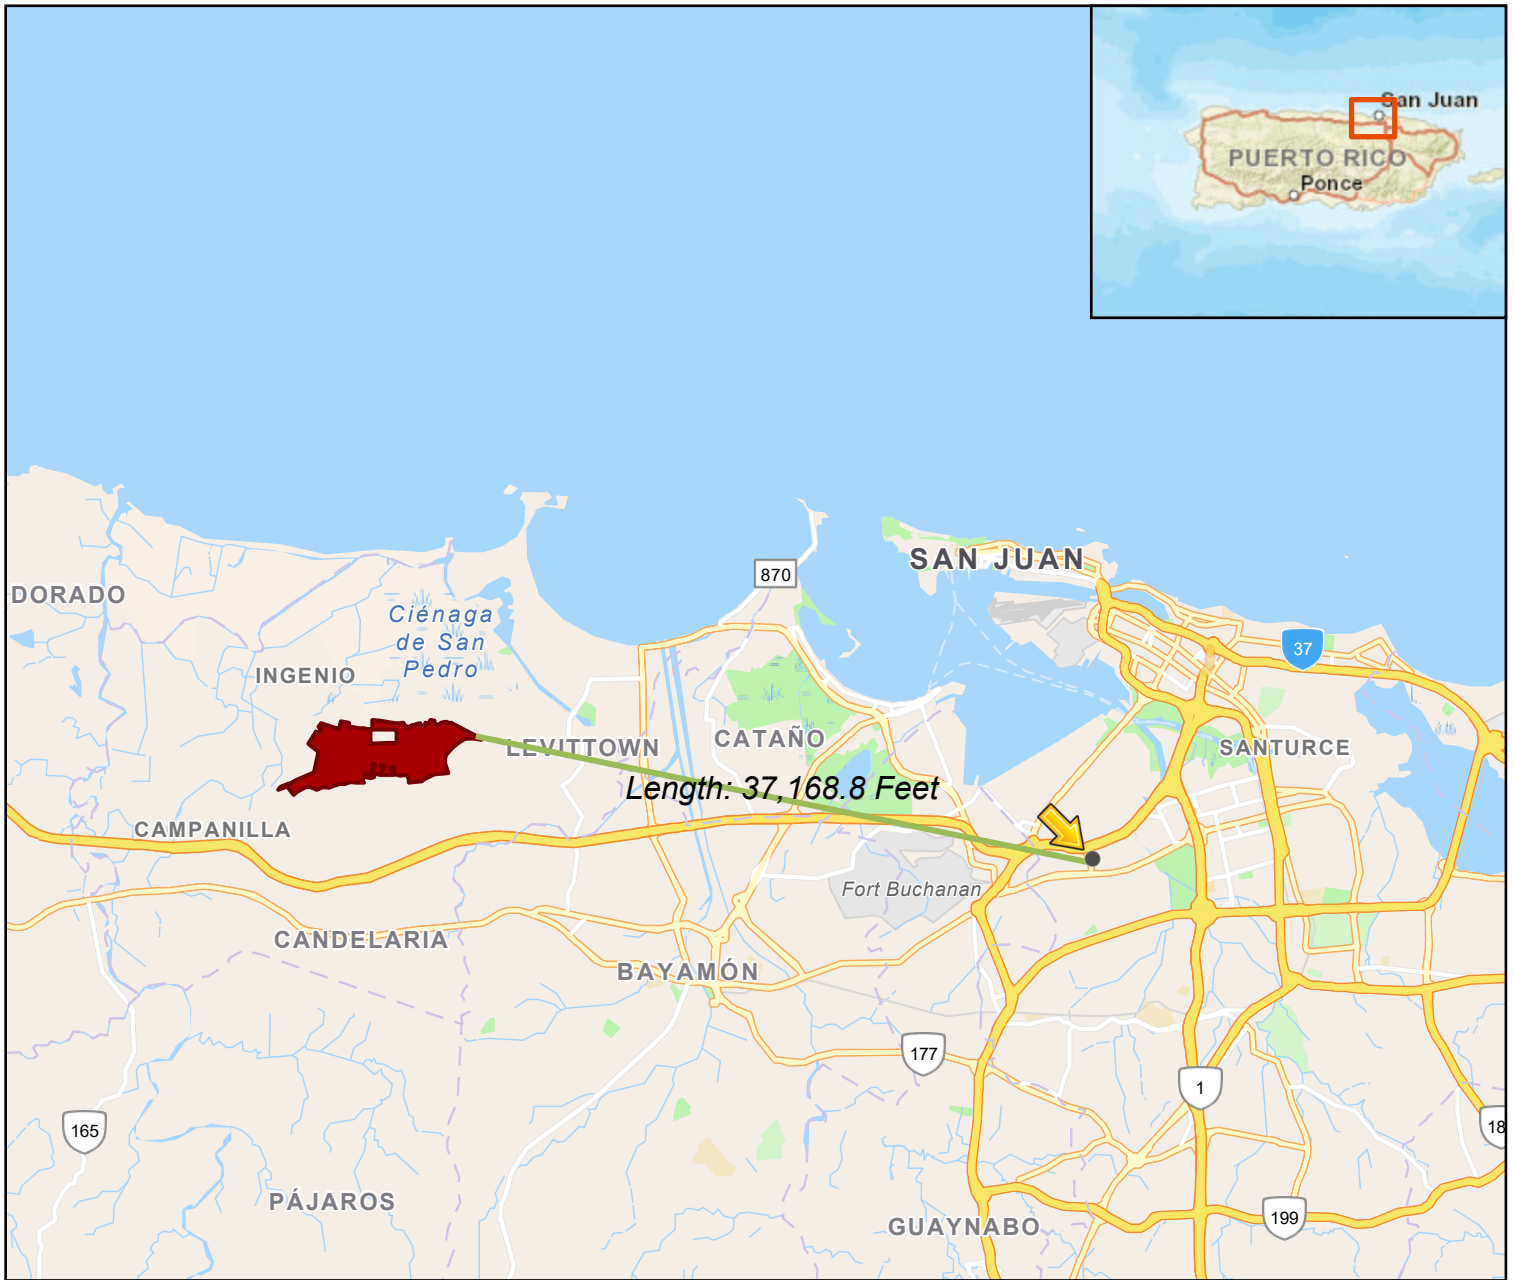 San Juan
PUERTO RICO
Ponce
870
SAN JUAN
DORADO
Ciénaga
de San
Pedro
37
INGENIO
LEVITTOWN
CATAÑO
SANTURCE
Length: 37,168.8 Feet
CAMPANILLA
Fort Buchanan
CANDELARIA
BAYAMÓN
177
1
165
18
PÁJAROS
GUAYNABO
199